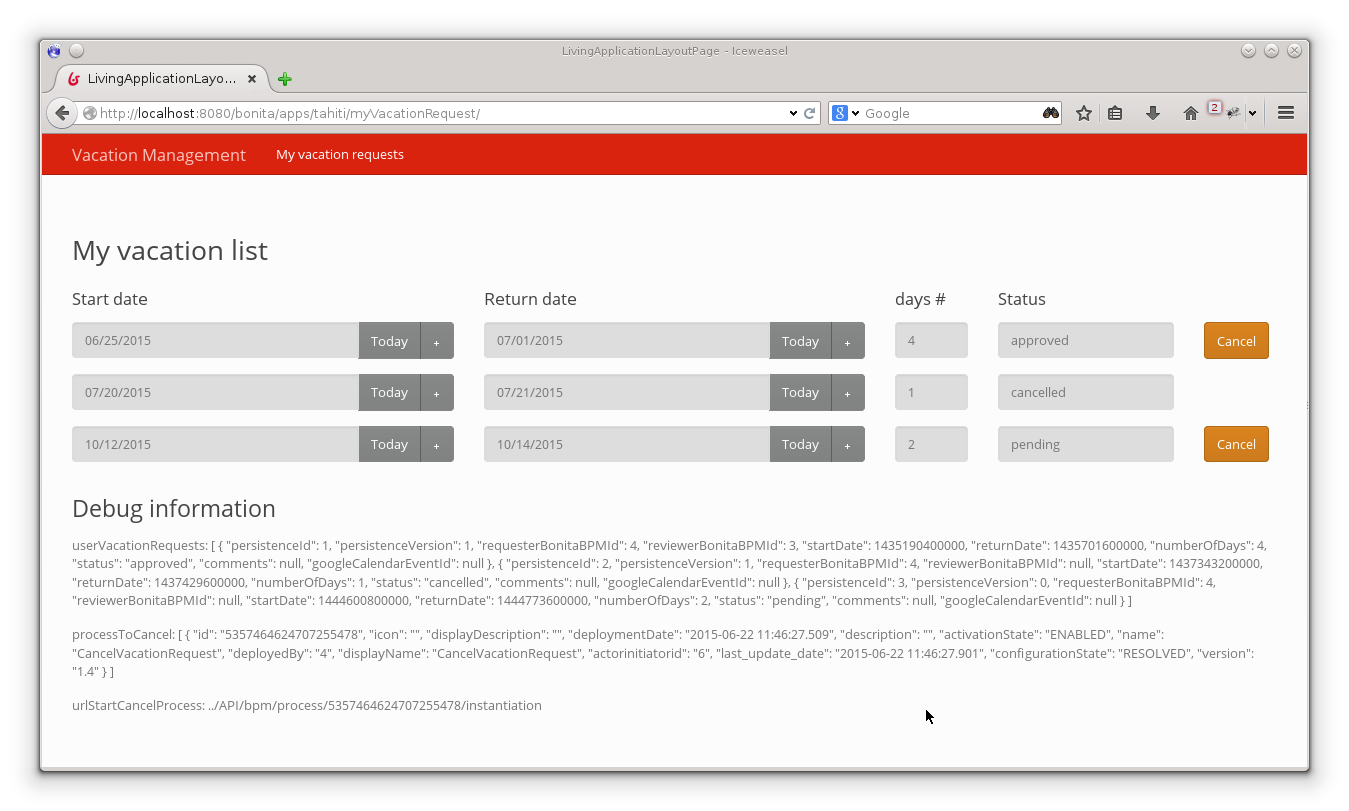 LivingApplicationLayoutPage - Iceweasel
LivingApplicationLayo...
http://localhost:8080/bonita/apps/tahiti/myVacationRequest/
Google
2
Vacation Management My vacation requests
My vacation list
Start date Return date days # Status
06/25/2015 Today + 07/01/2015 Today + 4 approved Cancel
07/20/2015 Today + 07/21/2015 Today + 1 cancelled
10/12/2015 Today + 10/14/2015 Today + 2 pending Cancel
Debug information
userVacationRequests: [ { "persistenceId": 1, "persistenceVersion": 1, "requesterBonitaBPMId": 4, "reviewerBonitaBPMId": 3, "startDate": 1435190400000, "returnDate": 1435701600000, "numberOfDays": 4,
"status": "approved", "comments": null, "googleCalendarEventId": null }, { "persistenceId": 2, "persistenceVersion": 1, "requesterBonitaBPMId": 4, "reviewerBonitaBPMId": null, "startDate": 1437343200000,
"returnDate": 1437429600000, "numberOfDays": 1, "status": "cancelled", "comments": null, "googleCalendarEventId": null }, { "persistenceId": 3, "persistenceVersion": 0, "requesterBonitaBPMId": 4,
"reviewerBonitaBPMId": null, "startDate": 1444600800000, "returnDate": 1444773600000, "numberOfDays": 2, "status": "pending", "comments": null, "googleCalendarEventId": null } ]
processToCancel: [ { "id": "5357464624707255478", "icon": "", "displayDescription": "", "deploymentDate": "2015-06-22 11:46:27.509", "description": "", "activationState": "ENABLED", "name":
"CancelVacationRequest", "deployedBy": "4", "displayName": "CancelVacationRequest", "actorinitiatorid": "6", "last_update_date": "2015-06-22 11:46:27.901", "configurationState": "RESOLVED", "version":
"1.4" } ]
urlStartCancelProcess: ../API/bpm/process/5357464624707255478/instantiation